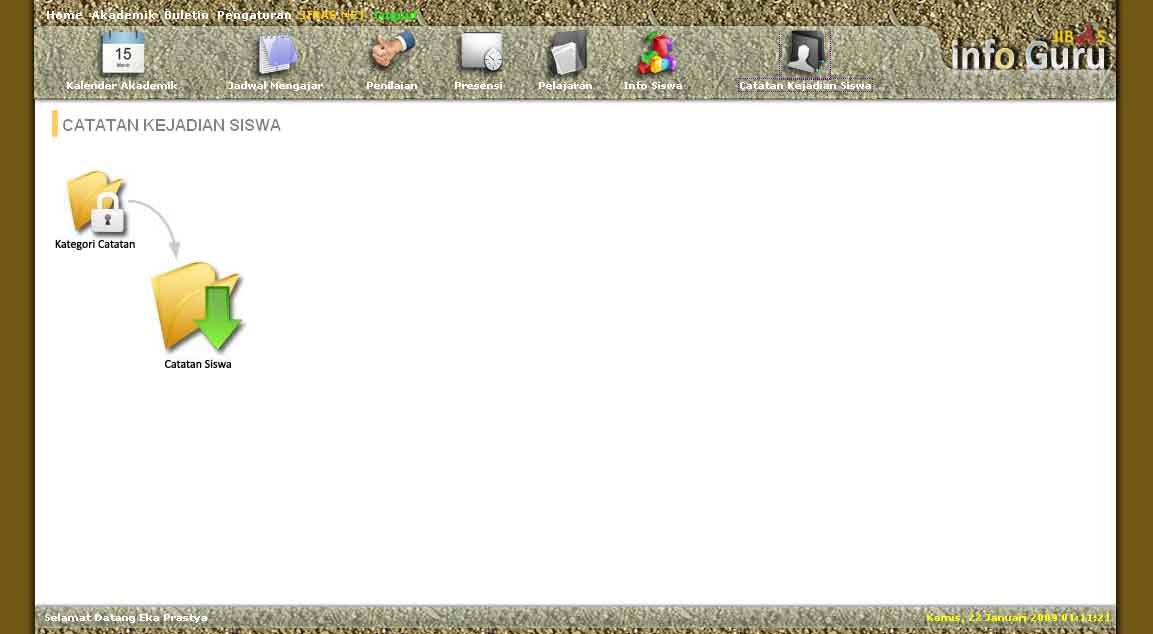 Home Akademik Buletin Pengaturan JIBAS.NET Logout
JIBAS
info Guru
15
Kalender Akademik Jadwal Mengajar Penilaian Presensi Pelajaran Info Siswa Catatan Kejadian Siswa
CATATAN KEJADIAN SISWA
Kategori Catatan
Catatan Siswa
Selamat Datang Eka Prastya
Kamis, 22 Januari 2009 01:11:21